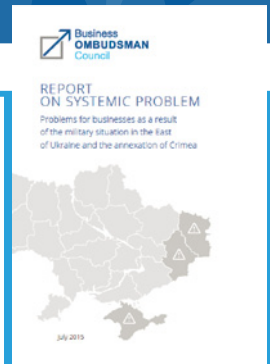 Business
OMBUDSMAN
Council
REPORT
ON SYSTEMIC PROBLEM
Problems for businesses as a result
of the military situation in the East
of Ukraine and the annexation of Crimea
July 2015